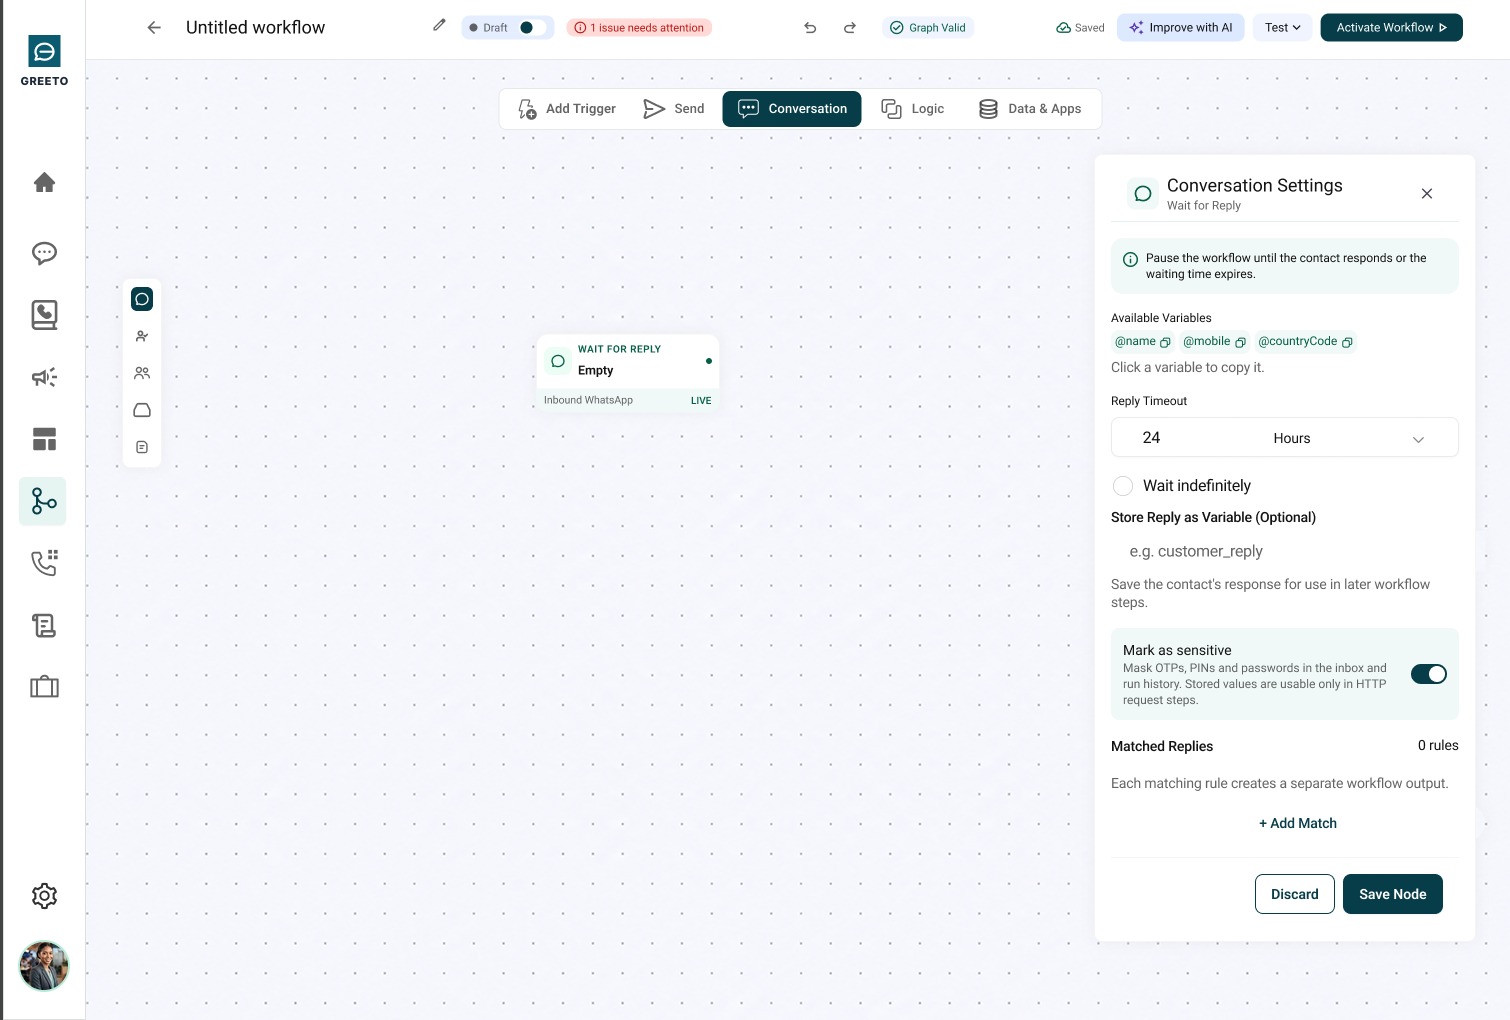 Untitled workflow
Draft
1 issue needs attention
Graph Valid
Saved
Improve with AI
Test
Activate Workflow
GREETO
Add Trigger
Send
Conversation
Logic
Data & Apps
WAIT FOR REPLY
Empty
Inbound WhatsApp
LIVE
Conversation Settings
Wait for Reply
Pause the workflow until the contact responds or the
waiting time expires.
Available Variables
@name @mobile @countryCode
Click a variable to copy it.
Reply Timeout
24 Hours
Wait indefinitely
Store Reply as Variable (Optional)
e.g. customer_reply
Save the contact's response for use in later workflow
steps.
Mark as sensitive
Mask OTPs, PINs and passwords in the inbox and
run history. Stored values are usable only in HTTP
request steps.
Matched Replies
0 rules
Each matching rule creates a separate workflow output.
+ Add Match
Discard
Save Node